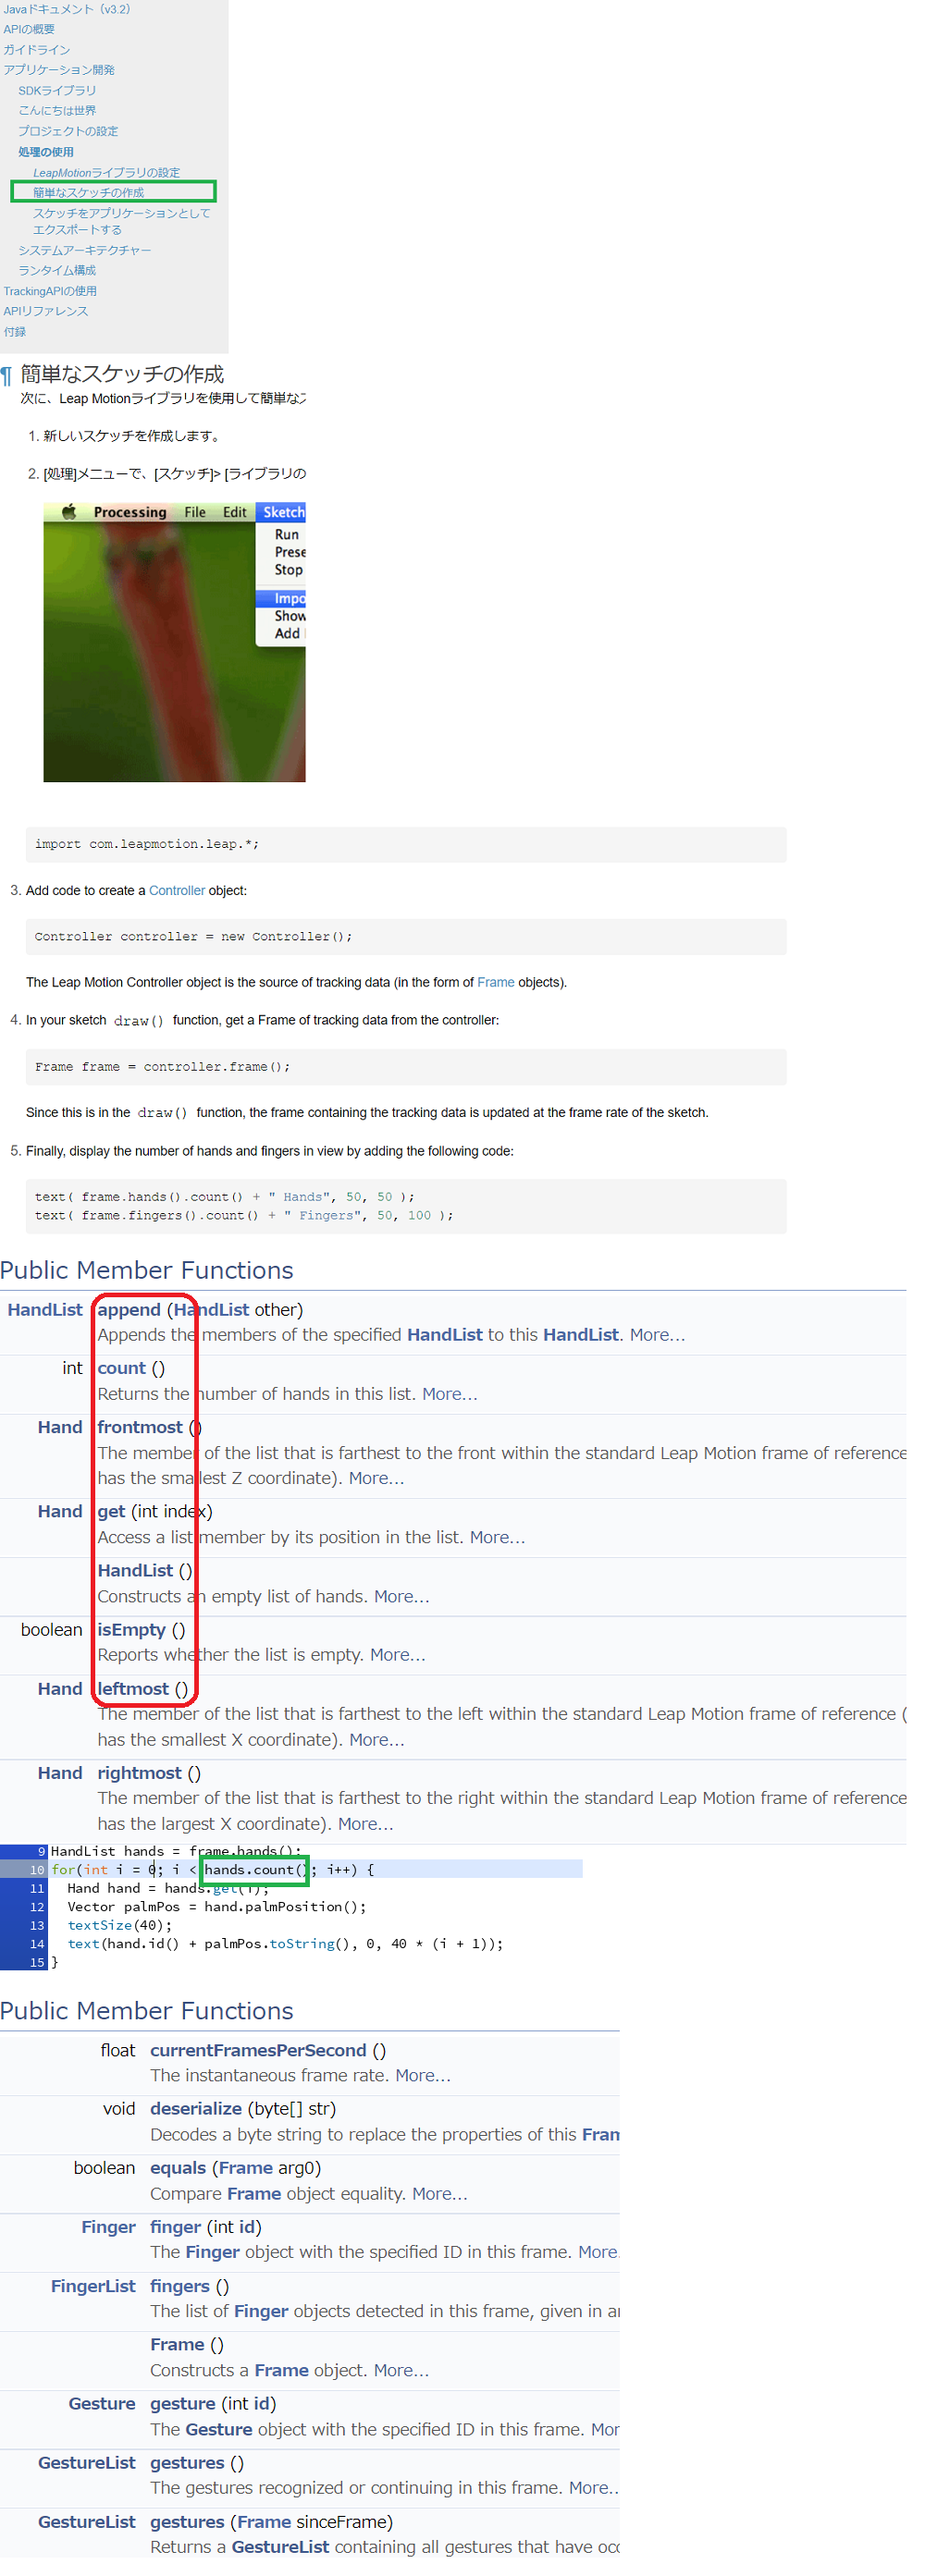 Javaドキュメント（v3.2）
APIの概要
ガイドライン
アプリケーション開発
SDKライブラリ
こんにちは世界
プロジェクトの設定
処理の使用
LeapMotionライブラリの設定
簡単なスケッチの作成
スケッチをアプリケーションとして
エクスポートする
システムアーキテクチャー
ランタイム構成
TrackingAPIの使用
APIリファレンス
付録
¶ 簡単なスケッチの作成
次に、Leap Motionライブラリを使用して簡単なス
1. 新しいスケッチを作成します。
2. [処理]メニューで、[スケッチ]> [ライブラリの
Processing File Edit Sketch
Run
Prese
Stop
Impo
Show
Add
import com.leapmotion.leap.*;
3. Add code to create a Controller object:
Controller controller = new Controller();
The Leap Motion Controller object is the source of tracking data (in the form of Frame objects).
4. In your sketch draw() function, get a Frame of tracking data from the controller:
Frame frame = controller.frame();
Since this is in the draw() function, the frame containing the tracking data is updated at the frame rate of the sketch.
5. Finally, display the number of hands and fingers in view by adding the following code:
text( frame.hands().count() + " Hands", 50, 50 );
text( frame.fingers().count() + " Fingers", 50, 100 );
Public Member Functions
HandList append (HandList other)
Appends the members of the specified HandList to this HandList. More...
int count ()
Returns the number of hands in this list. More...
Hand frontmost ()
The member of the list that is farthest to the front within the standard Leap Motion frame of reference
has the smallest Z coordinate). More...
Hand get (int index)
Access a list member by its position in the list. More...
HandList ()
Constructs an empty list of hands. More...
boolean isEmpty ()
Reports whether the list is empty. More...
Hand leftmost ()
The member of the list that is farthest to the left within the standard Leap Motion frame of reference (
has the smallest X coordinate). More...
Hand rightmost ()
The member of the list that is farthest to the right within the standard Leap Motion frame of reference
has the largest X coordinate). More...
9 HandList hands = frame.hands();
10 for(int i = 0; i < hands.count(); i++) {
11 Hand hand = hands.get(i);
12 Vector palmPos = hand.palmPosition();
13 textSize(40);
14 text(hand.id() + palmPos.toString(), 0, 40 * (i + 1));
15 }
Public Member Functions
float currentFramesPerSecond ()
The instantaneous frame rate. More...
void deserialize (byte[] str)
Decodes a byte string to replace the properties of this Fram
boolean equals (Frame arg0)
Compare Frame object equality. More...
Finger finger (int id)
The Finger object with the specified ID in this frame. More.
FingerList fingers ()
The list of Finger objects detected in this frame, given in ar
Frame ()
Constructs a Frame object. More...
Gesture gesture (int id)
The Gesture object with the specified ID in this frame. Mor
GestureList gestures ()
The gestures recognized or continuing in this frame. More..
GestureList gestures (Frame sinceFrame)
Returns a GestureList containing all gestures that have occ